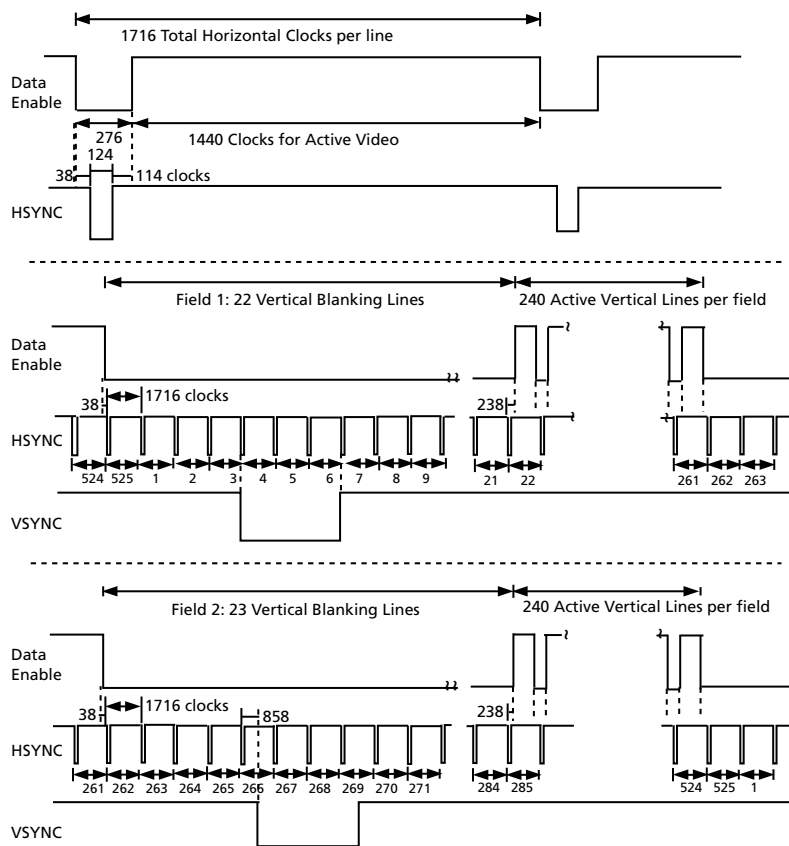 1716 Total Horizontal Clocks per line
Data
Enable
276
1440 Clocks for Active Video
124
38
114 clocks
HSYNC
Field 1: 22 Vertical Blanking Lines
240 Active Vertical Lines per field
Data
Enable
38
1716 clocks
238
HSYNC
524 525 1 2 3 4 5 6 7 8 9 21 22 261 262 263
VSYNC
Field 2: 23 Vertical Blanking Lines
240 Active Vertical Lines per field
Data
Enable
38
1716 clocks
858
238
HSYNC
261 262 263 264 265 266 267 268 269 270 271 284 285 524 525 1
VSYNC